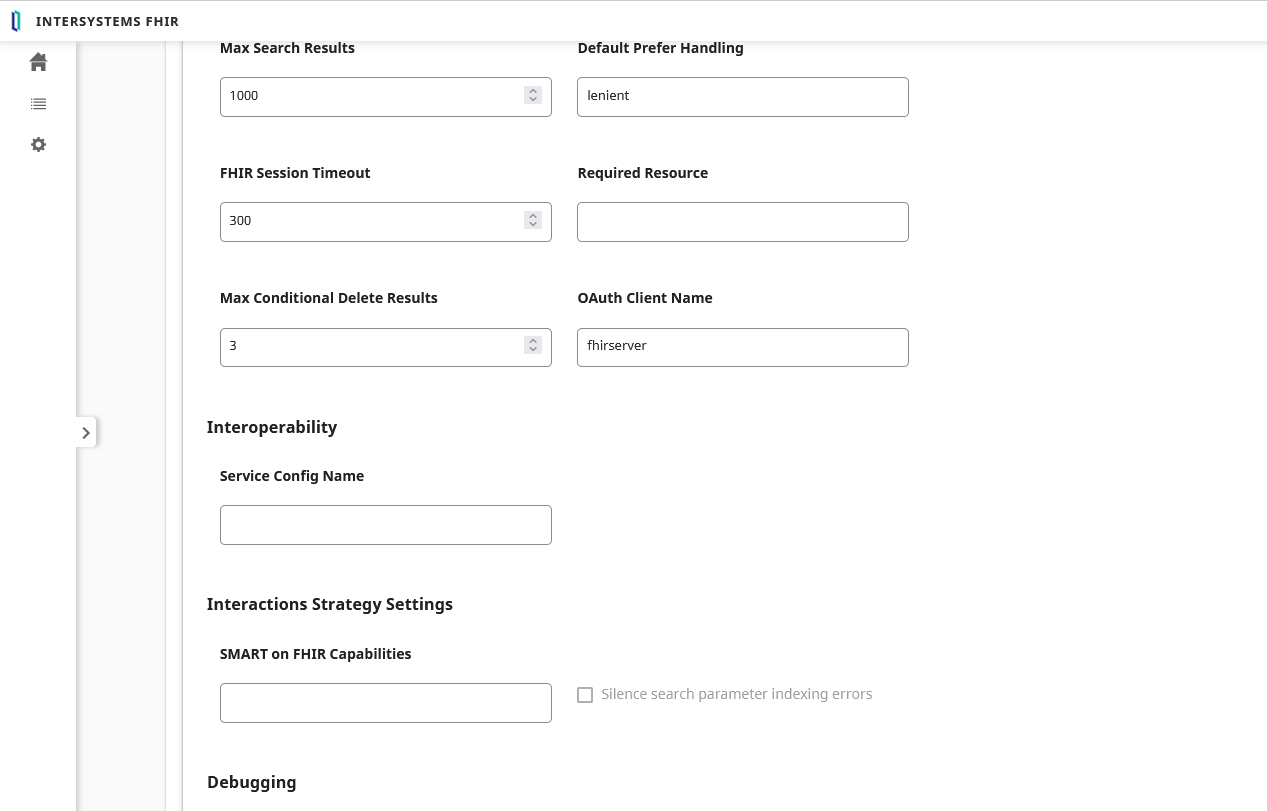 INTERSYSTEMS FHIR
Max Search Results
Default Prefer Handling
1000
lenient
FHIR Session Timeout
Required Resource
300
Max Conditional Delete Results
OAuth Client Name
3
fhirserver
Interoperability
Service Config Name
Interactions Strategy Settings
SMART on FHIR Capabilities
Silence search parameter indexing errors
Debugging